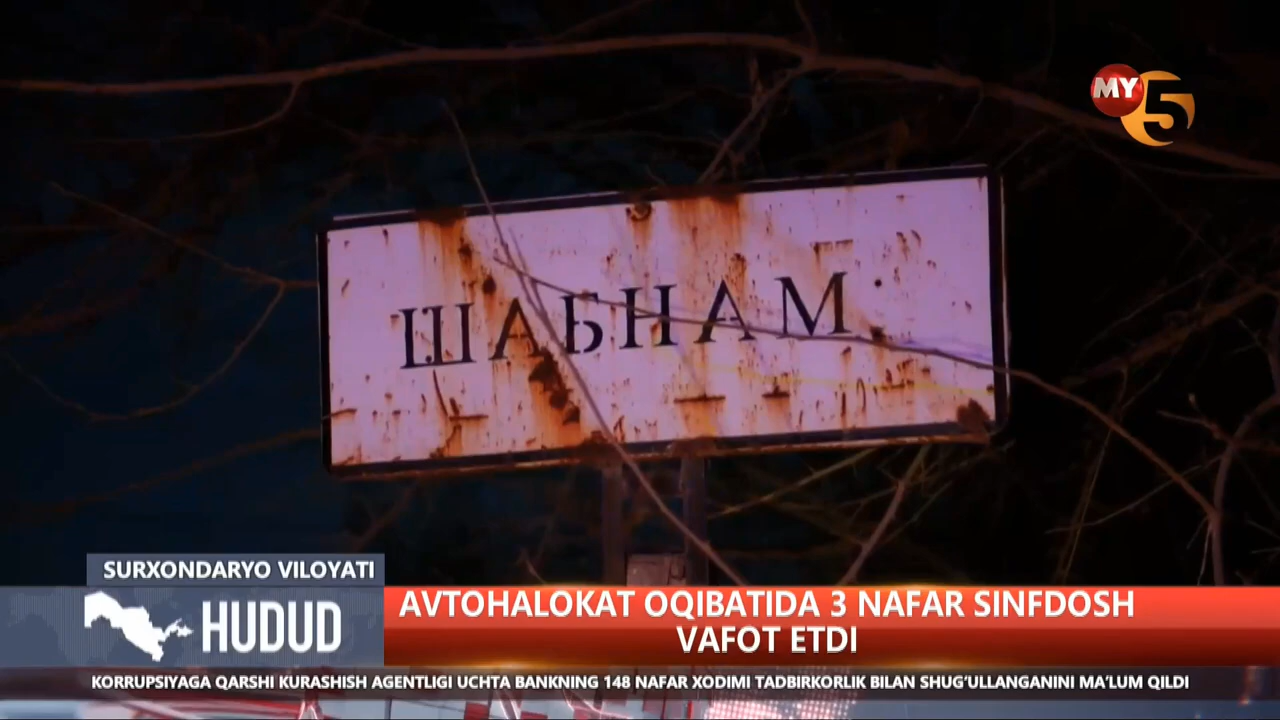 MY5
ШАБНАМ
SURXONDARYO VILOYATI
HUDUD
AVTOHALOKAT OQIBATIDA 3 NAFAR SINFDOSH
VAFOT ETDI
KORRUPSIYAGA QARSHI KURASHISH AGENTLIGI UCHTA BANKNING 148 NAFAR XODIMI TADBIRKORLIK BILAN SHUG‘ULLANGANINI MA’LUM QILDI